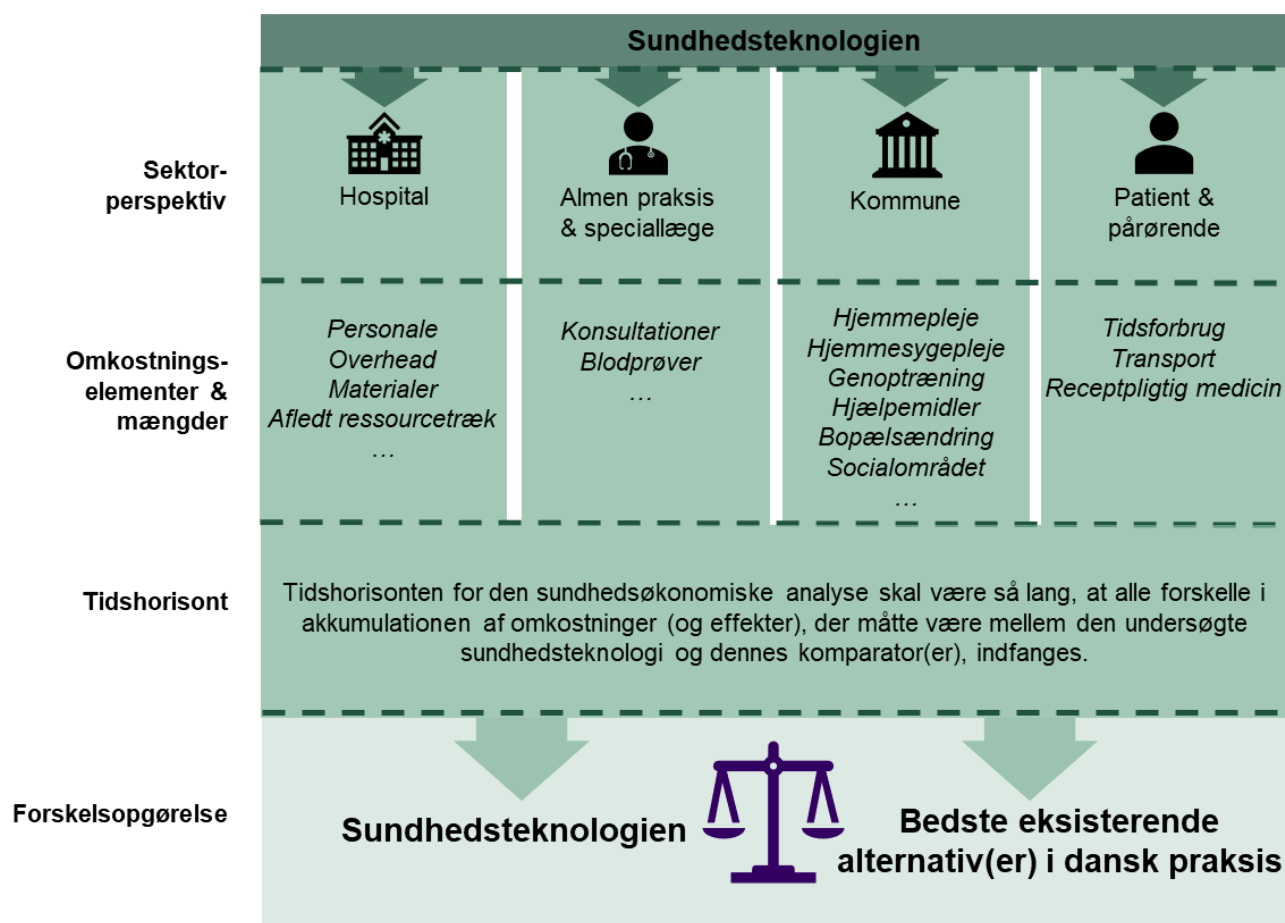 Sundhedsteknologien
Sektor-
perspektiv
Hospital
Almen praksis
& speciallæge
Kommune
Patient &
pårørende
Omkostnings-
elementer &
mængder
Personale
Overhead
Materialer
Afledt ressourcetræk
…
Konsultationer
Blodprøver
…
Hjemmepleje
Hjemmesygepleje
Genoptræning
Hjælpemidler
Bopælsændring
Socialområdet
…
Tidsforbrug
Transport
Receptpligtig medicin
Tidshorisont
Tidshorisonten for den sundhedsøkonomiske analyse skal være så lang, at alle forskelle i
akkumulationen af omkostninger (og effekter), der måtte være mellem den undersøgte
sundhedsteknologi og dennes komparator(er), indfanges.
Forskelsopgørelse
Sundhedsteknologien
Bedste eksisterende
alternativ(er) i dansk praksis